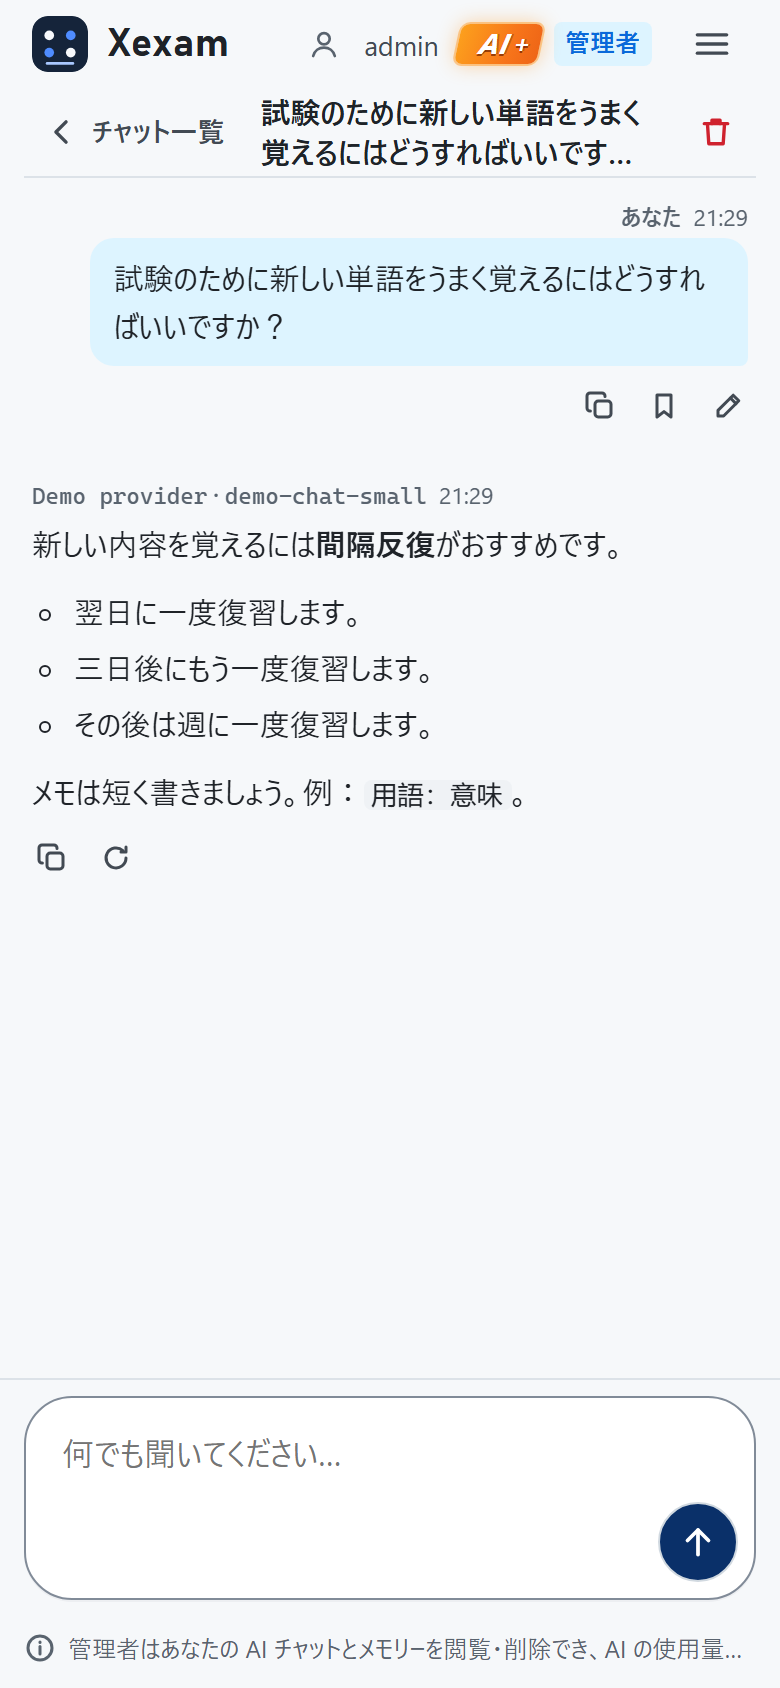 Xexam
admin
AI+
管理者
チャット一覧
試験のために新しい単語をうまく
覚えるにはどうすればいいです...
あなた 21:29
試験のために新しい単語をうまく覚えるにはどうすれ
ばいいですか？
Demo provider · demo-chat-small 21:29
新しい内容を覚えるには間隔反復がおすすめです。
翌日に一度復習します。
三日後にもう一度復習します。
その後は週に一度復習します。
メモは短く書きましょう。例： 用語: 意味 。
何でも聞いてください...
管理者はあなたの AI チャットとメモリーを閲覧・削除でき、AI の使用量...